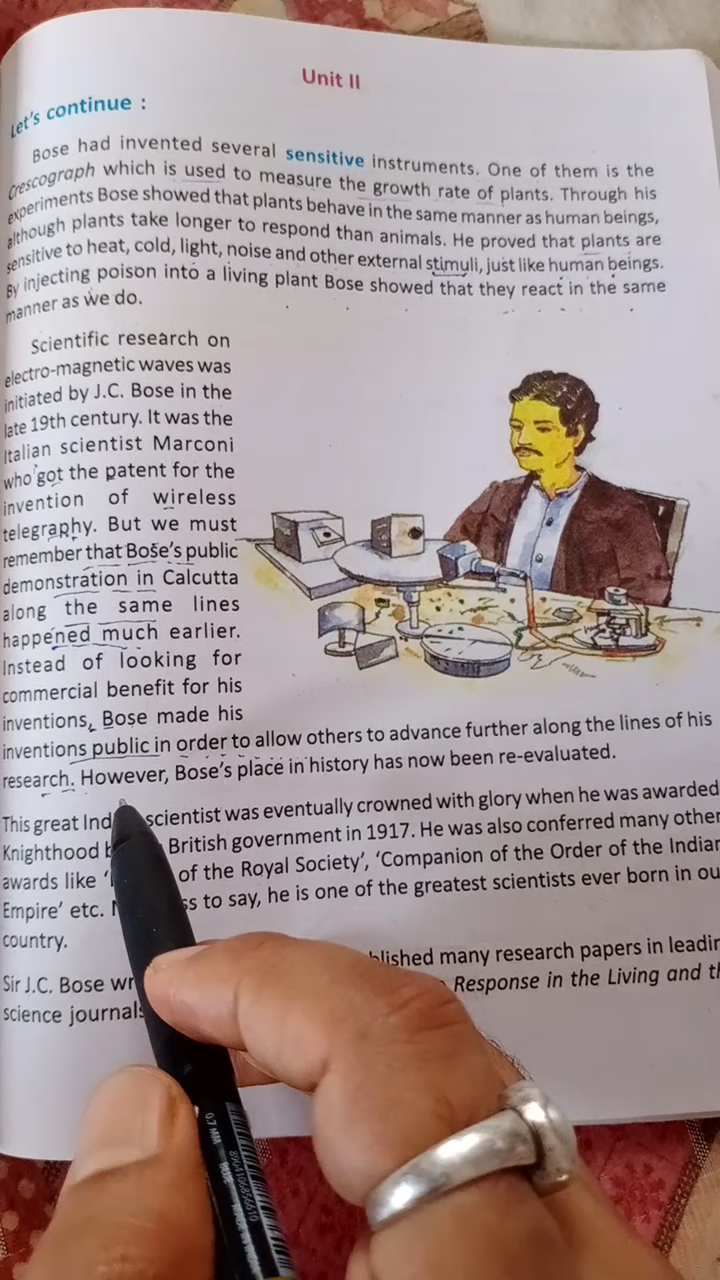 Unit II
Let's continue :
Bose had invented several sensitive instruments. One of them is the
Crescograph which is used to measure the growth rate of plants. Through his
experiments Bose showed that plants behave in the same manner as human beings,
although plants take longer to respond than animals. He proved that plants are
sensitive to heat, cold, light, noise and other external stimuli, just like human beings.
By injecting poison into a living plant Bose showed that they react in the same
manner as we do.
Scientific research on
electro-magnetic waves was
initiated by J.C. Bose in the
late 19th century. It was the
Italian scientist Marconi
who got the patent for the
invention of wireless
telegraphy. But we must
remember that Bose's public
demonstration in Calcutta
along the same lines
happened much earlier.
Instead of looking for
commercial benefit for his
inventions, Bose made his
inventions public in order to allow others to advance further along the lines of his
research. However, Bose's place in history has now been re-evaluated.
This great Ind scientist was eventually crowned with glory when he was awarded
Knighthood b British government in 1917. He was also conferred many other
awards like ' of the Royal Society', 'Companion of the Order of the Indian
Empire' etc. N ss to say, he is one of the greatest scientists ever born in ou
country.
Sir J.C. Bose wr blished many research papers in leadin
science journals Response in the Living and th
0.7 MM
8904106866610